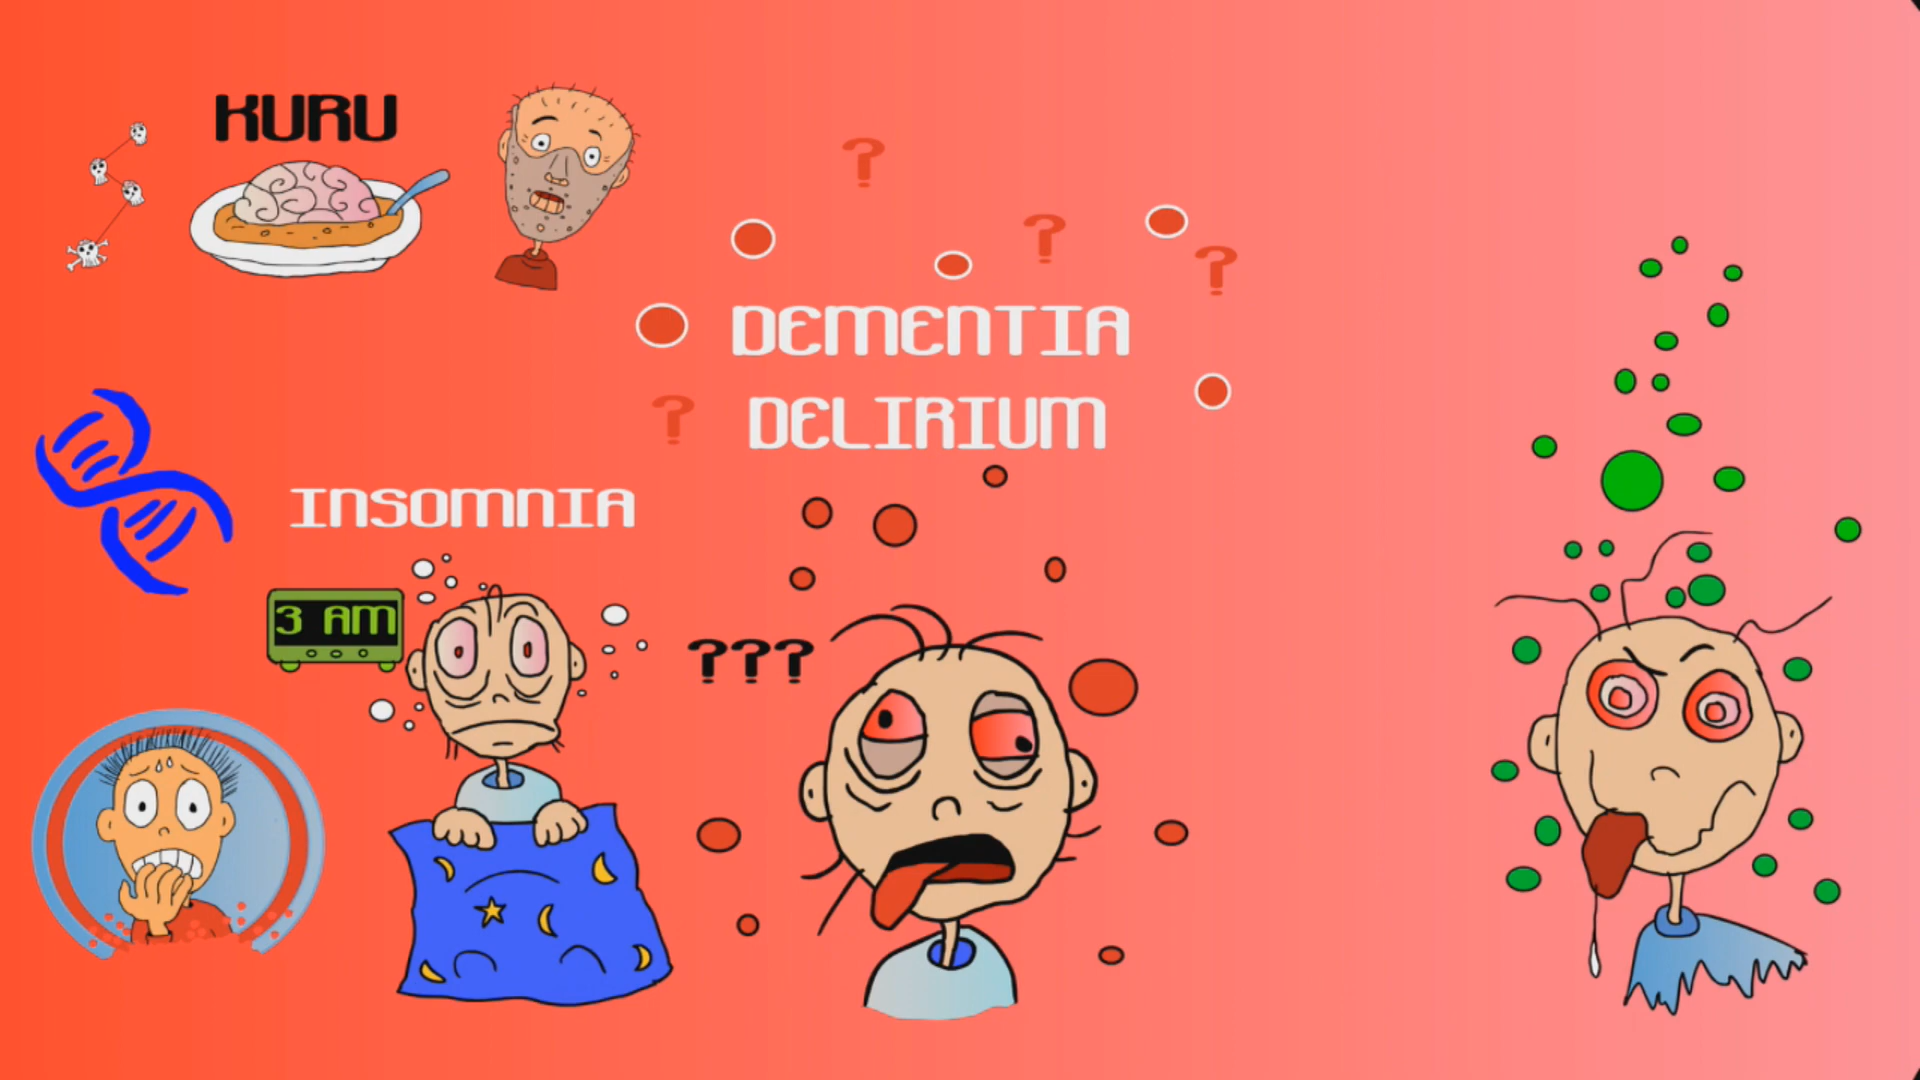 KURU
?
?
?
DEMENTIA
?
DELIRIUM
INSOMNIA
3 AM
???